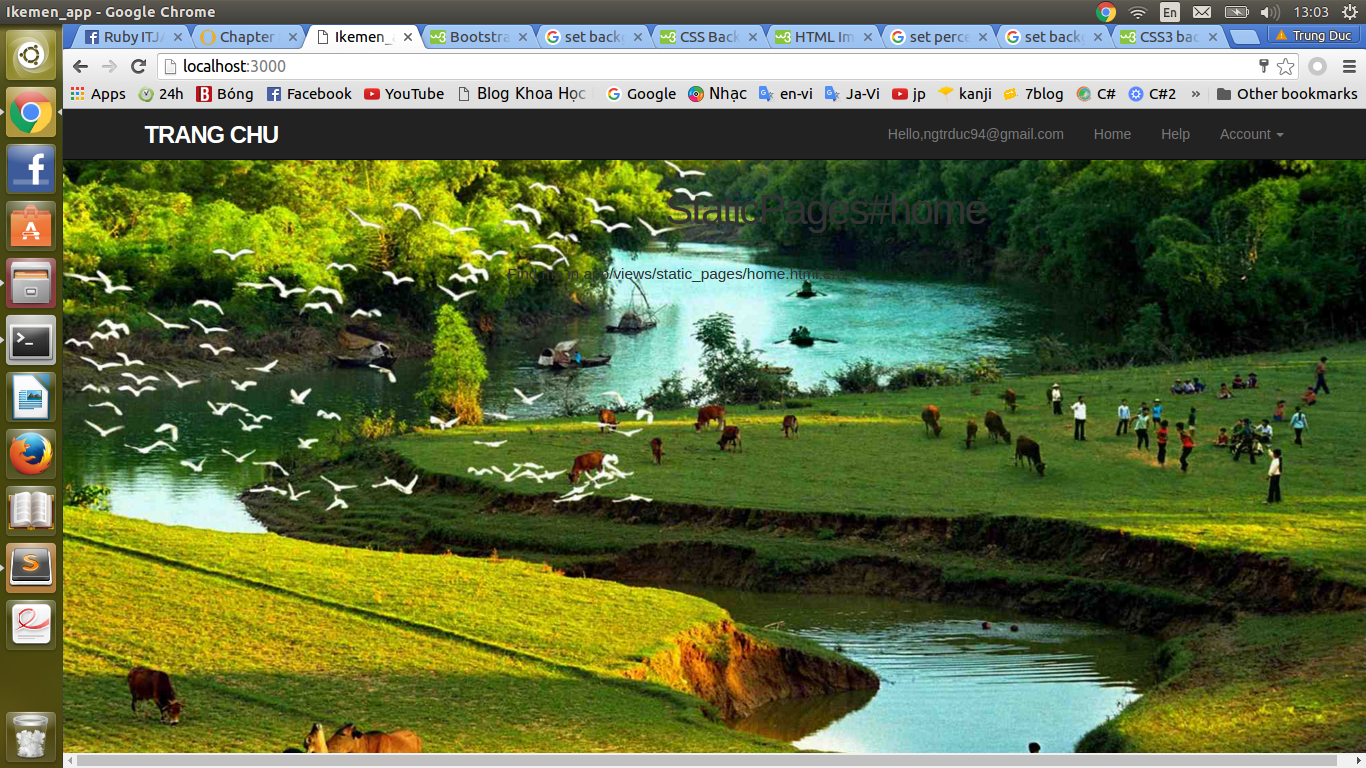 Ikemen_app - Google Chrome
En
13:03
Ruby ITJ
Chapter
Ikemen_
Bootstra
set back
CSS Back
HTML Im
set perce
set back
CSS3 bac
Trung Duc
localhost:3000
Apps
24h
Bóng
Facebook
YouTube
Blog Khoa Học
Google
Nhạc
en-vi
Ja-Vi
jp
kanji
7blog
C#
C#2
»
Other bookmarks
TRANG CHU
Hello,ngtrduc94@gmail.com
Home
Help
Account
StaticPages#home
Find me in app/views/static_pages/home.html.erb